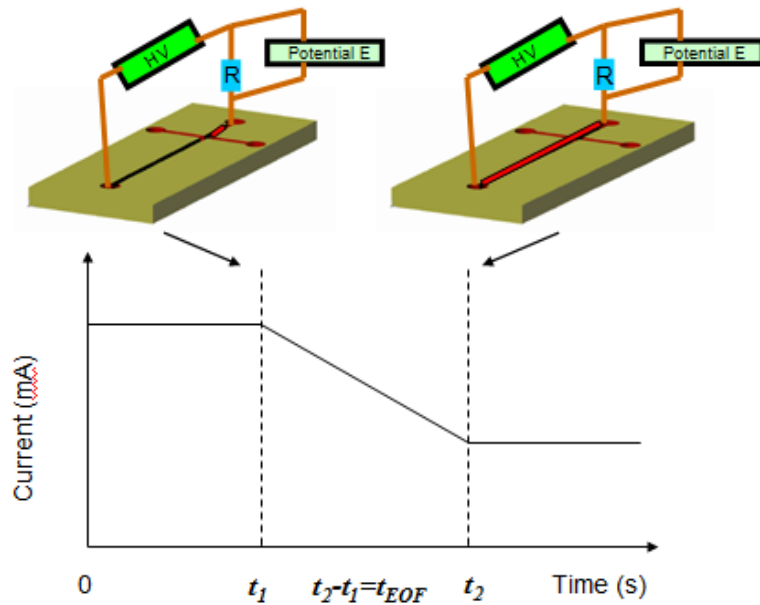 HV
R
Potential E
HV
R
Potential E
Current (mA)
0
t1
t2-t1=tEOF
t2
Time (s)